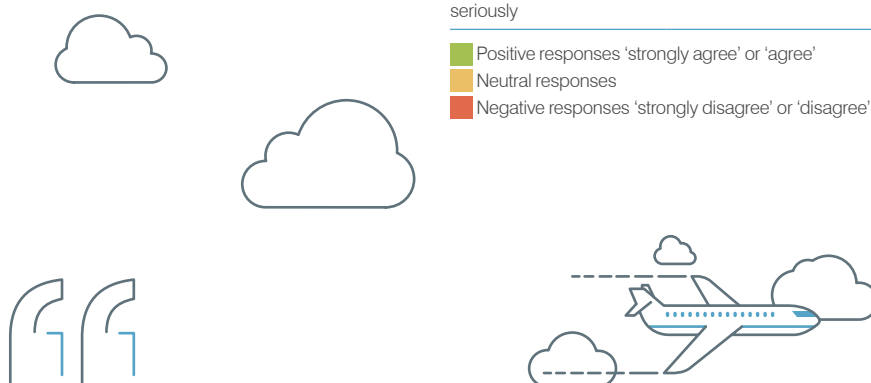 seriously
Positive responses ‘strongly agree’ or ‘agree’
Neutral responses
Negative responses ‘strongly disagree’ or ‘disagree’